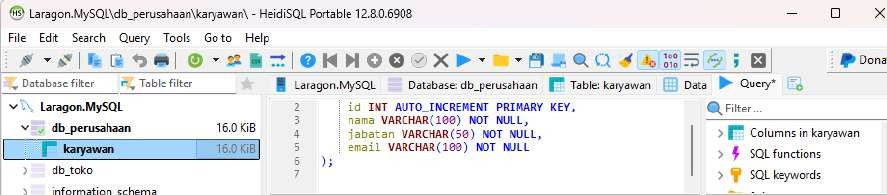 Laragon.MySQL\db_perusahaan\karyawan\ - HeidiSQL Portable 12.8.0.6908
File Edit Search Query Tools Go to Help
Dona
Database filter Table filter
Laragon.MySQL Database: db_perusahaan Table: karyawan Data Query*
Laragon.MySQL
db_perusahaan 16.0 KiB
karyawan 16.0 KiB
db_toko
information_schema
2 id INT AUTO_INCREMENT PRIMARY KEY,
3 nama VARCHAR(100) NOT NULL,
4 jabatan VARCHAR(50) NOT NULL,
5 email VARCHAR(100) NOT NULL
6 );
7
Filter ...
Columns in karyawan
SQL functions
SQL keywords